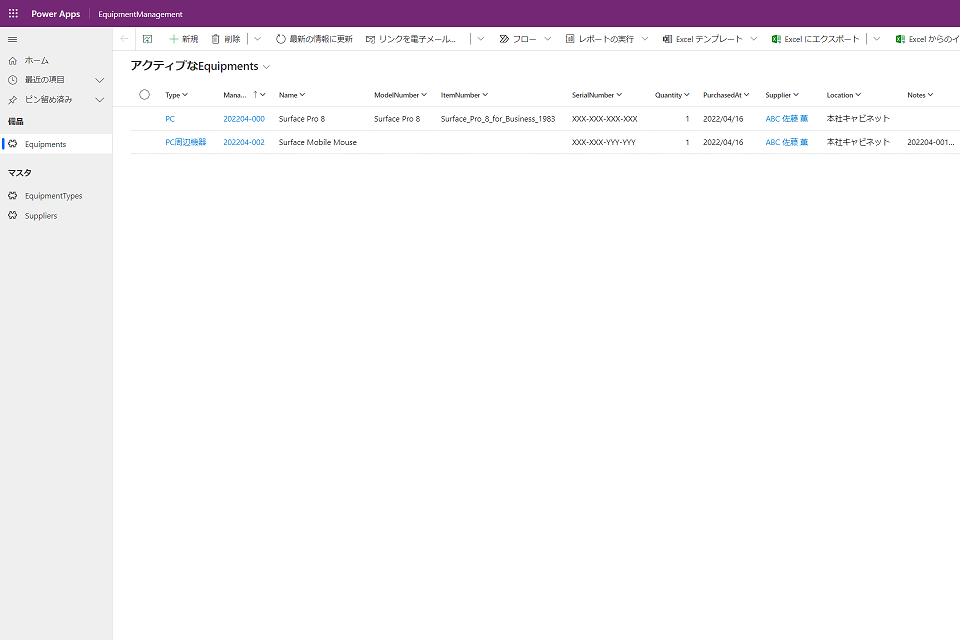 Power Apps EquipmentManagement
新規 削除 最新の情報に更新 リンクを電子メール... フロー レポートの実行 Excel テンプレート Excel にエクスポート Excel からのイ
ホーム
最近の項目
ピン留め済み
備品
Equipments
マスタ
EquipmentTypes
Suppliers
アクティブなEquipments
Type Mana... ↑ Name ModelNumber ItemNumber SerialNumber Quantity PurchasedAt Supplier Location Notes
PC 202204-000 Surface Pro 8 Surface Pro 8 Surface_Pro_8_for_Business_1983 XXX-XXX-XXX-XXX 1 2022/04/16 ABC 佐藤 薫 本社キャビネット
PC周辺機器 202204-002 Surface Mobile Mouse XXX-XXX-YYY-YYY 1 2022/04/16 ABC 佐藤 薫 本社キャビネット 202204-001...